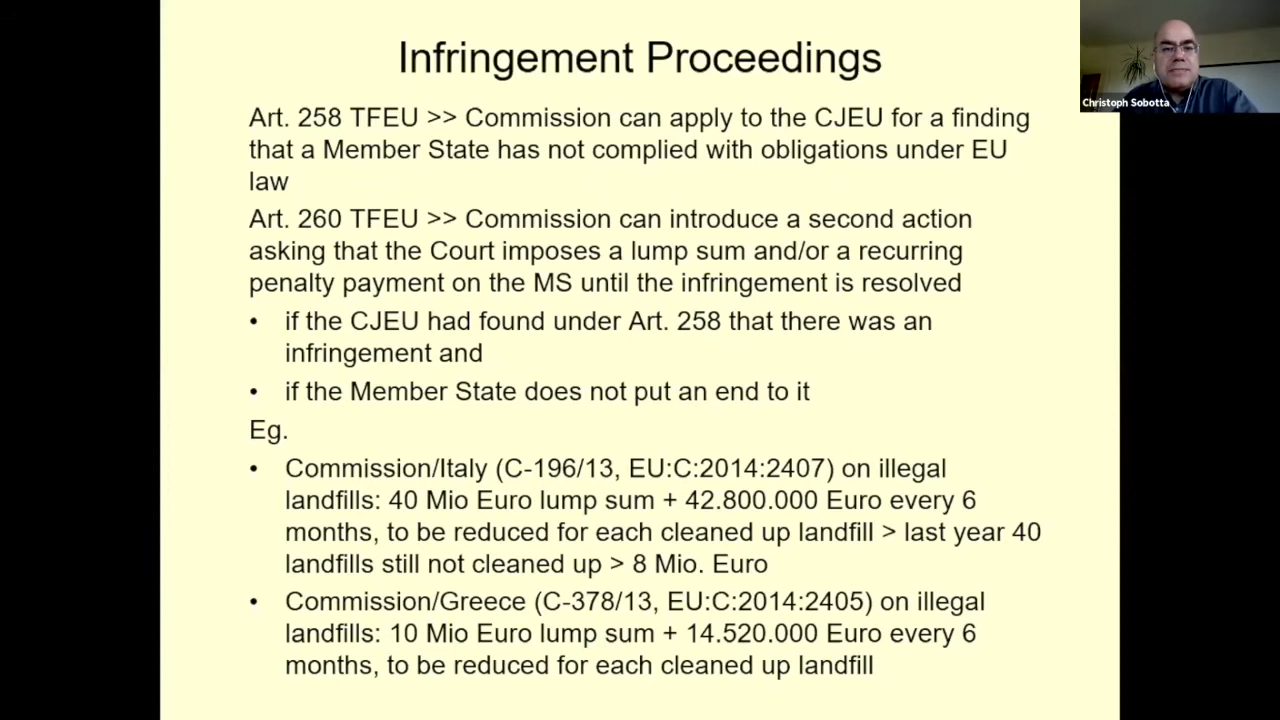 Infringement Proceedings
Art. 258 TFEU >> Commission can apply to the CJEU for a finding
that a Member State has not complied with obligations under EU
law
Art. 260 TFEU >> Commission can introduce a second action
asking that the Court imposes a lump sum and/or a recurring
penalty payment on the MS until the infringement is resolved
• if the CJEU had found under Art. 258 that there was an
infringement and
• if the Member State does not put an end to it
Eg.
• Commission/Italy (C-196/13, EU:C:2014:2407) on illegal
landfills: 40 Mio Euro lump sum + 42.800.000 Euro every 6
months, to be reduced for each cleaned up landfill > last year 40
landfills still not cleaned up > 8 Mio. Euro
• Commission/Greece (C-378/13, EU:C:2014:2405) on illegal
landfills: 10 Mio Euro lump sum + 14.520.000 Euro every 6
months, to be reduced for each cleaned up landfill
Christoph Sobotta